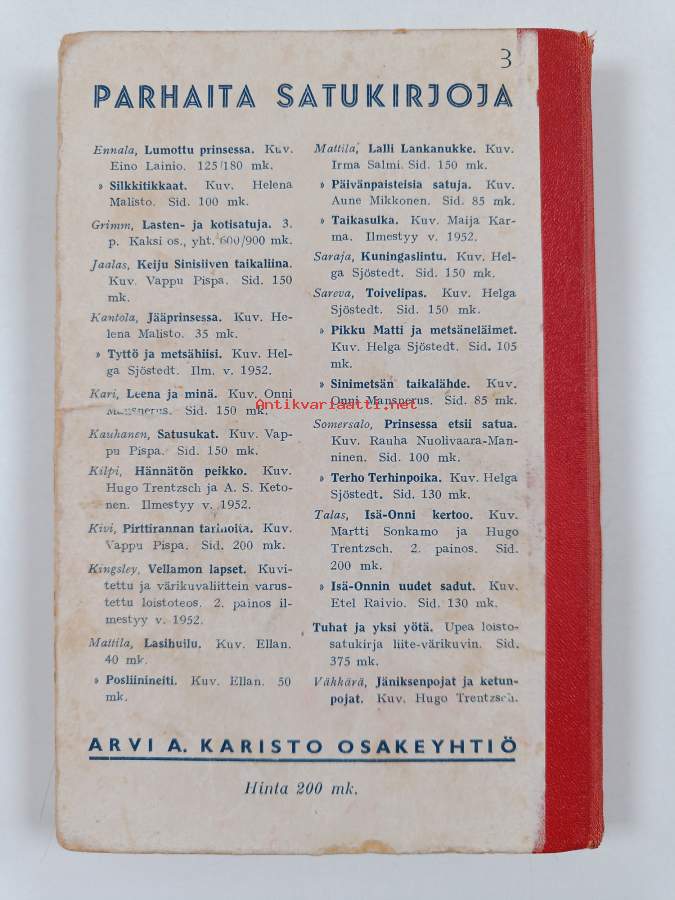 3
PARHAITA SATUKIRJOJA
Ennala, Lumottu prinsessa. Kuv.
Eino Lainio. 125/180 mk.
» Silkkitikkaat. Kuv. Helena
Malisto. Sid. 100 mk.
Grimm, Lasten- ja kotisatuja. 3.
p. Kaksi os., yht. 600/900 mk.
Jaalas, Keiju Sinisiiven taikaliina.
Kuv. Vappu Pispa. Sid. 150
mk.
Kantola, Jääprinsessa. Kuv. He-
lena Malisto. 35 mk.
» Tyttö ja metsähiisi. Kuv. Hel-
ga Sjöstedt. Ilm. v. 1952.
Kari, Leena ja minä. Kuv. Onni
Mansnerus. Sid. 150 mk.
Kauhanen, Satusukat. Kuv. Vap-
pu Pispa. Sid. 150 mk.
Kilpi, Hännätön peikko. Kuv.
Hugo Trentzsch ja A. S. Keto-
nen. Ilmestyy v. 1952.
Kivi, Pirttirannan tarinoita. Kuv.
Vappu Pispa. Sid. 200 mk.
Kingsley, Vellamon lapset. Kuvi-
tettu ja värikuvaliittein varus-
tettu loistoteos. 2. painos il-
mestyy v. 1952.
Mattila, Lasihuilu. Kuv. Ellan.
40 mk.
» Posliinineiti. Kuv. Ellan. 50
mk.
Mattila, Lalli Lankanukke. Kuv.
Irma Salmi. Sid. 150 mk.
» Päivänpaisteisia satuja. Kuv.
Aune Mikkonen. Sid. 85 mk.
» Taikasulka. Kuv. Maija Kar-
ma. Ilmestyy v. 1952.
Saraja, Kuningaslintu. Kuv. Hel-
ga Sjöstedt. Sid. 150 mk.
Sareva, Toivelipas. Kuv. Helga
Sjöstedt. Sid. 150 mk.
» Pikku Matti ja metsäneläimet.
Kuv. Helga Sjöstedt. Sid. 105
mk.
» Sinimetsän taikalähde. Kuv.
Onni Mansnerus. Sid. 85 mk.
Antikvariaatti.net
Somersalo, Prinsessa etsii satua.
Kuv. Rauha Nuolivaara-Man-
ninen. Sid. 100 mk.
» Terho Terhinpoika. Kuv. Helga
Sjöstedt. Sid. 130 mk.
Talas, Isä-Onni kertoo. Kuv.
Martti Sonkamo ja Hugo
Trentzsch. 2. painos. Sid.
200 mk.
» Isä-Onnin uudet sadut. Kuv.
Etel Raivio. Sid. 130 mk.
Tuhat ja yksi yötä. Upea loisto-
satukirja liite-värikuvin. Sid.
375 mk.
Vähkärä, Jäniksenpojat ja ketun-
pojat. Kuv. Hugo Trentzsch.
ARVI A. KARISTO OSAKEYHTIÖ
Hinta 200 mk.